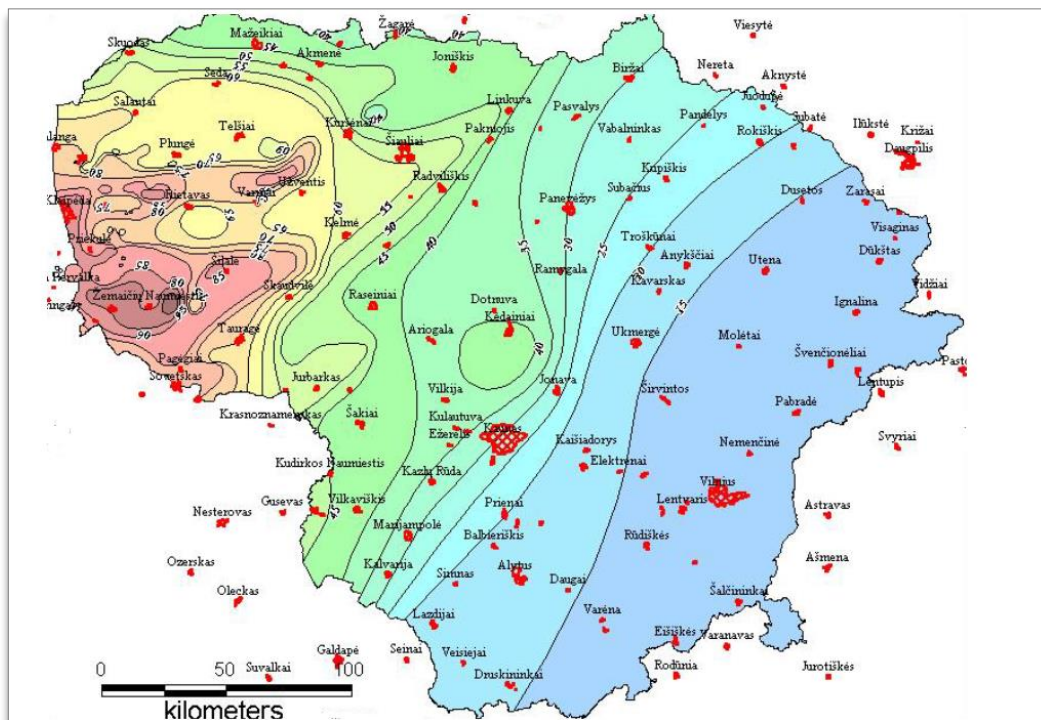 Viesytė
Žagarė
Skuodas
Mažeikiai
Akmenė
Joniškis
Biržai
Nereta
Aknystė
Seda
Salantai
Linkuva
Pasvalys
Pandėlys
Juodupė
Subatė
Ilūkstė
Križai
Daugpilis
Telšiai
Kuršėnai
Šiauliai
Pakruojis
Vabalninkas
Rokiškis
Plungė
Radviliškis
Kupiškis
Rietavas
Varniai
Užventis
Panevėžys
Subačius
Dusetos
Zarasai
Klaipėda
Priekulė
Kelmė
Troškūnai
Anykščiai
Visaginas
Šilalė
Ramygala
Utena
Dūkštas
Kavarskas
Vidžiai
Žemaičių Naumiestis
Skaudvilė
Raseiniai
Dotnuva
Kėdainiai
Ignalina
Tauragė
Ariogala
Ukmergė
Molėtai
Švenčionėliai
Pagėgiai
Sovetskas
Jurbarkas
Vilkija
Jonava
Širvintos
Lentupis
Pabradė
Krasnoznamenskas
Šakiai
Kulautuva
Kaunas
Ežerėlis
Kaišiadorys
Nemenčinė
Svyriai
Kudirkos Naumiestis
Kazlų Rūda
Elektrėnai
Vilnius
Gusevas
Vilkaviškis
Prienai
Lentvaris
Astravas
Nesterovas
Marijampolė
Balbieriškis
Rūdiškės
Ašmena
Ozerskas
Kalvarija
Simnas
Alytus
Daugai
Oleckas
Šalčininkai
Lazdijai
Varėna
Eišiškės
Varanavas
Galdapė
Seinai
Veisiejai
Suvalkai
Druskininkai
Rodūnia
Jurotiškės
0 50 100
kilometers